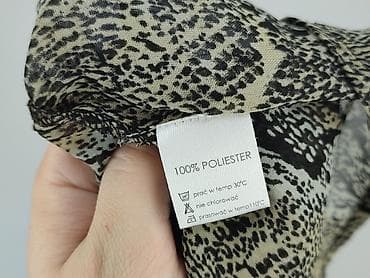 100% POLIESTER
prać w temp 30°C
nie chlorować
prasować w temp 110°C